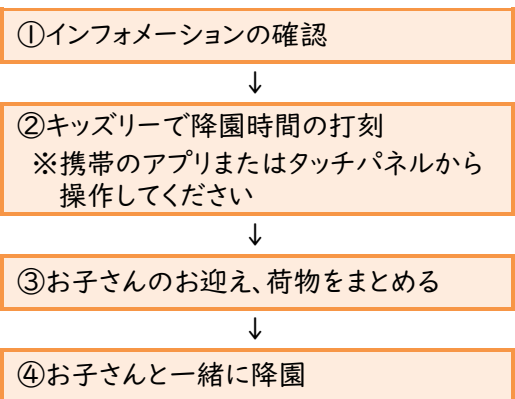 ①インフォメーションの確認
↓
②キッズリーで降園時間の打刻
※携帯のアプリまたはタッチパネルから
操作してください
↓
③お子さんのお迎え、荷物をまとめる
↓
④お子さんと一緒に降園